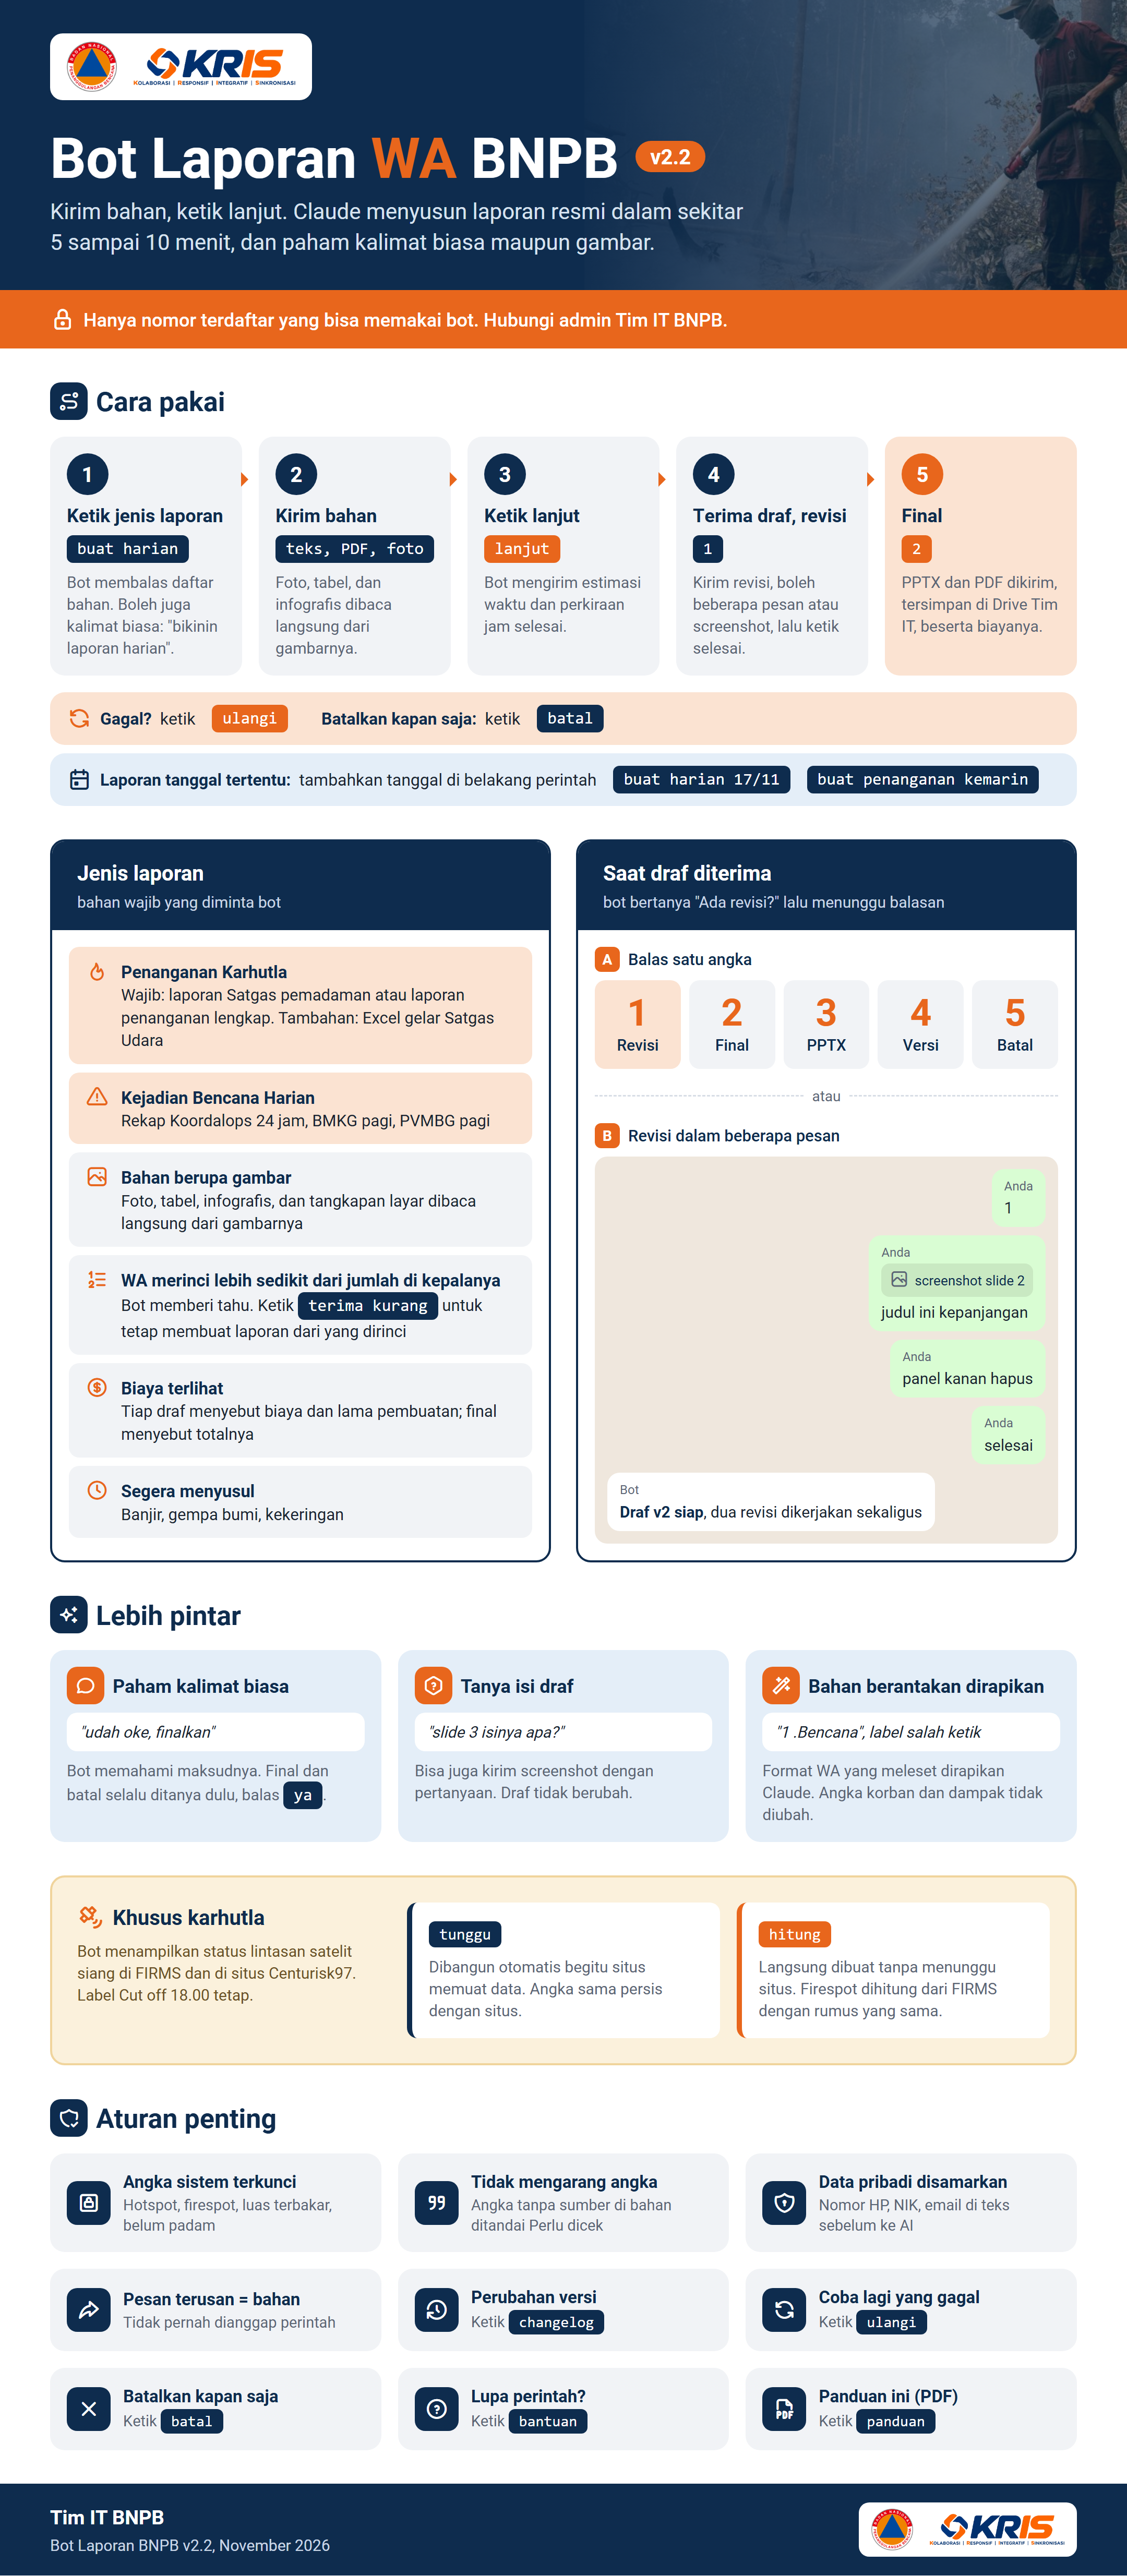 BADAN NASIONAL
PENANGGULANGAN BENCANA
KRIS
KOLABORASI | RESPONSIF | INTEGRATIF | SINKRONISASI
Bot Laporan WA BNPB v2.2
Kirim bahan, ketik lanjut. Claude menyusun laporan resmi dalam sekitar
5 sampai 10 menit, dan paham kalimat biasa maupun gambar.
Hanya nomor terdaftar yang bisa memakai bot. Hubungi admin Tim IT BNPB.
Cara pakai
1
Ketik jenis laporan
buat harian
Bot membalas daftar
bahan. Boleh juga
kalimat biasa: "bikinin
laporan harian".
2
Kirim bahan
teks, PDF, foto
Foto, tabel, dan
infografis dibaca
langsung dari
gambarnya.
3
Ketik lanjut
lanjut
Bot mengirim estimasi
waktu dan perkiraan
jam selesai.
4
Terima draf, revisi
1
Kirim revisi, boleh
beberapa pesan atau
screenshot, lalu ketik
selesai.
5
Final
2
PPTX dan PDF dikirim,
tersimpan di Drive Tim
IT, beserta biayanya.
Gagal? ketik ulangi Batalkan kapan saja: ketik batal
Laporan tanggal tertentu: tambahkan tanggal di belakang perintah buat harian 17/11 buat penanganan kemarin
Jenis laporan
bahan wajib yang diminta bot
Penanganan Karhutla
Wajib: laporan Satgas pemadaman atau laporan
penanganan lengkap. Tambahan: Excel gelar Satgas
Udara
Kejadian Bencana Harian
Rekap Koordalops 24 jam, BMKG pagi, PVMBG pagi
Bahan berupa gambar
Foto, tabel, infografis, dan tangkapan layar dibaca
langsung dari gambarnya
WA merinci lebih sedikit dari jumlah di kepalanya
Bot memberi tahu. Ketik terima kurang untuk
tetap membuat laporan dari yang dirinci
Biaya terlihat
Tiap draf menyebut biaya dan lama pembuatan; final
menyebut totalnya
Segera menyusul
Banjir, gempa bumi, kekeringan
Saat draf diterima
bot bertanya "Ada revisi?" lalu menunggu balasan
A Balas satu angka
1
Revisi
2
Final
3
PPTX
4
Versi
5
Batal
atau
B Revisi dalam beberapa pesan
Anda
1
Anda
screenshot slide 2
judul ini kepanjangan
Anda
panel kanan hapus
Anda
selesai
Bot
Draf v2 siap, dua revisi dikerjakan sekaligus
Lebih pintar
Paham kalimat biasa
"udah oke, finalkan"
Bot memahami maksudnya. Final dan
batal selalu ditanya dulu, balas ya.
Tanya isi draf
"slide 3 isinya apa?"
Bisa juga kirim screenshot dengan
pertanyaan. Draf tidak berubah.
Bahan berantakan dirapikan
"1 .Bencana", label salah ketik
Format WA yang meleset dirapikan
Claude. Angka korban dan dampak tidak
diubah.
Khusus karhutla
Bot menampilkan status lintasan satelit
siang di FIRMS dan di situs Centurisk97.
Label Cut off 18.00 tetap.
tunggu
Dibangun otomatis begitu situs
memuat data. Angka sama persis
dengan situs.
hitung
Langsung dibuat tanpa menunggu
situs. Firespot dihitung dari FIRMS
dengan rumus yang sama.
Aturan penting
Angka sistem terkunci
Hotspot, firespot, luas terbakar,
belum padam
Tidak mengarang angka
Angka tanpa sumber di bahan
ditandai Perlu dicek
Data pribadi disamarkan
Nomor HP, NIK, email di teks
sebelum ke AI
Pesan terusan = bahan
Tidak pernah dianggap perintah
Perubahan versi
Ketik changelog
Coba lagi yang gagal
Ketik ulangi
Batalkan kapan saja
Ketik batal
Lupa perintah?
Ketik bantuan
PDF
Panduan ini (PDF)
Ketik panduan
Tim IT BNPB
Bot Laporan BNPB v2.2, November 2026
BADAN NASIONAL
PENANGGULANGAN BENCANA
KRIS
KOLABORASI | RESPONSIF | INTEGRATIF | SINKRONISASI